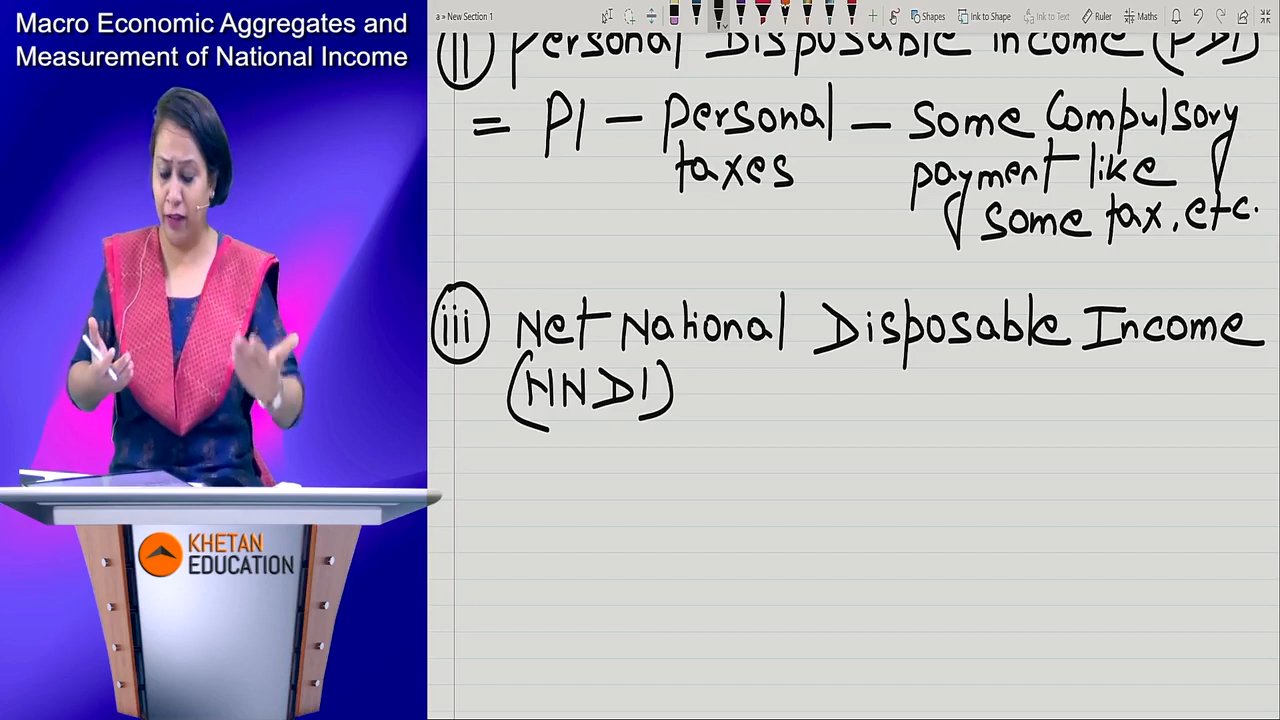 Macro Economic Aggregates and
Measurement of National Income
a » New Section 1
Shapes
Ink to Shape
Ink to Text
Ruler
Maths
(ii) Personal Disposable Income (PDI)
= PI – Personal – Some Compulsory
taxes payment like
some tax, etc.
(iii) Net National Disposable Income
(NNDI)
KHETAN
EDUCATION